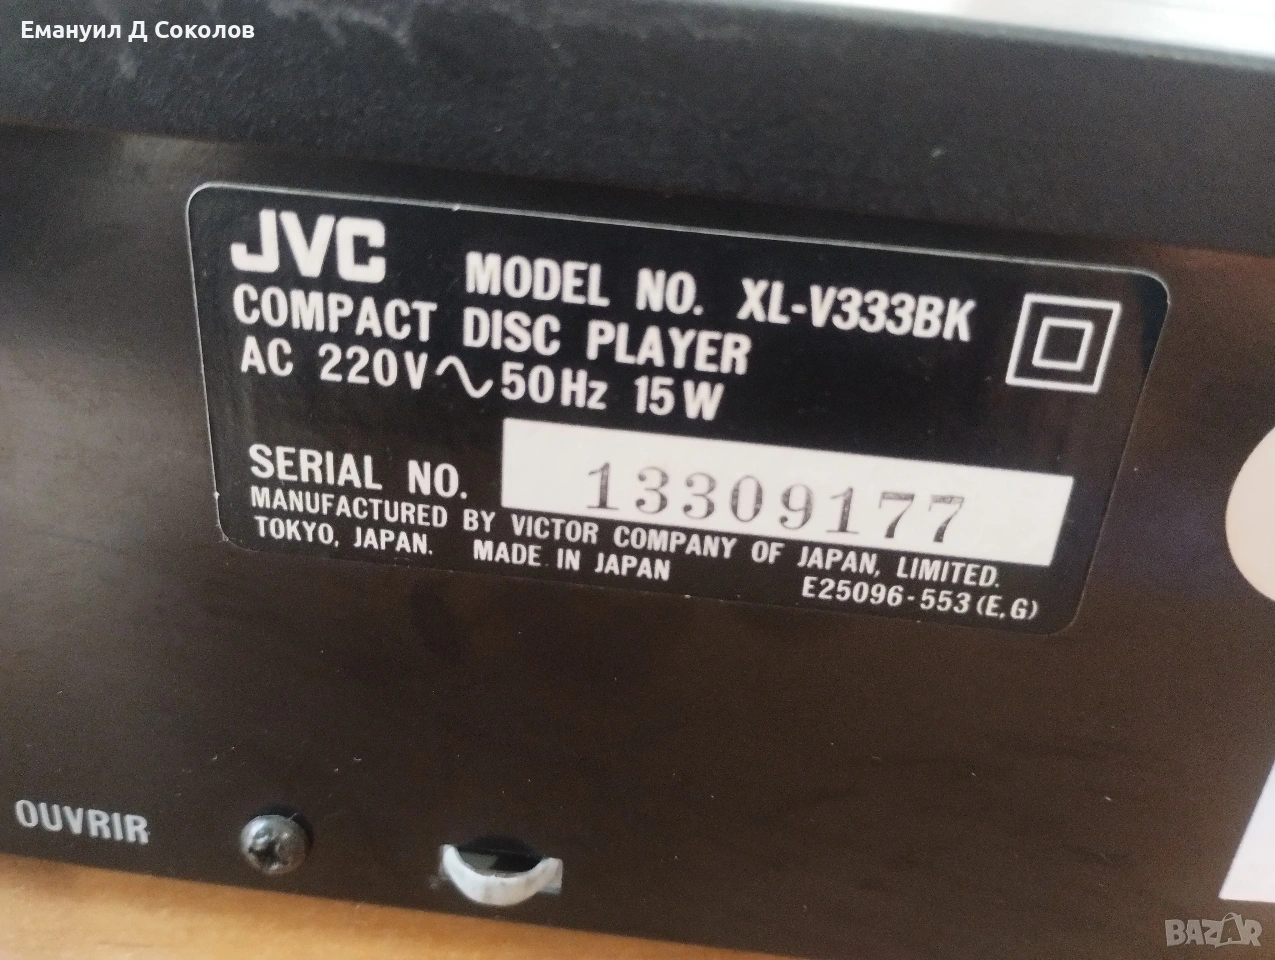 Емануил Д Соколов
JVC
MODEL NO. XL-V333BK
COMPACT DISC PLAYER
AC 220V~50Hz 15W
SERIAL NO. 13309177
MANUFACTURED BY VICTOR COMPANY OF JAPAN, LIMITED.
TOKYO, JAPAN. MADE IN JAPAN
E25096-553(E,G)
OUVRIR
BAZAR